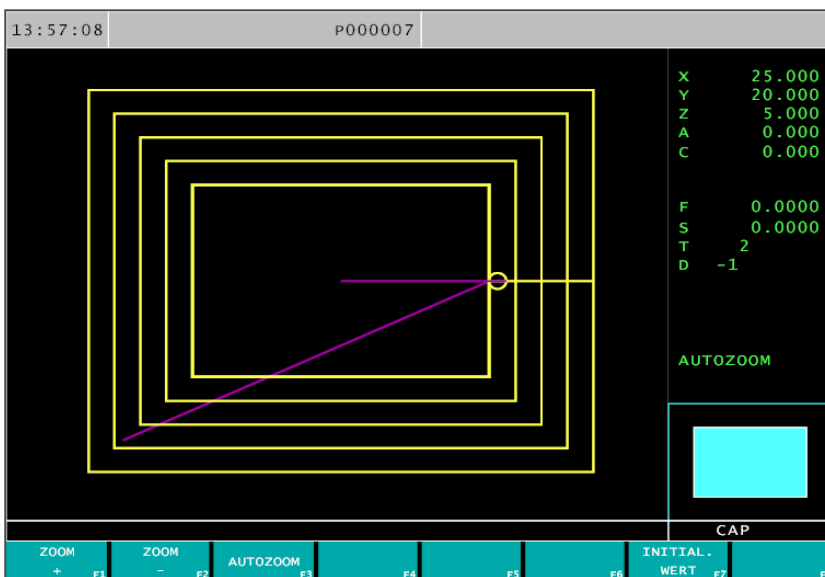 13:57:08 P000007
X 25.000
Y 20.000
Z 5.000
A 0.000
C 0.000
F 0.0000
S 0.0000
T 2
D -1
AUTOZOOM
CAP
ZOOM + F1
ZOOM - F2
AUTOZOOM F3
F4
F5
F6
INITIAL. WERT F7